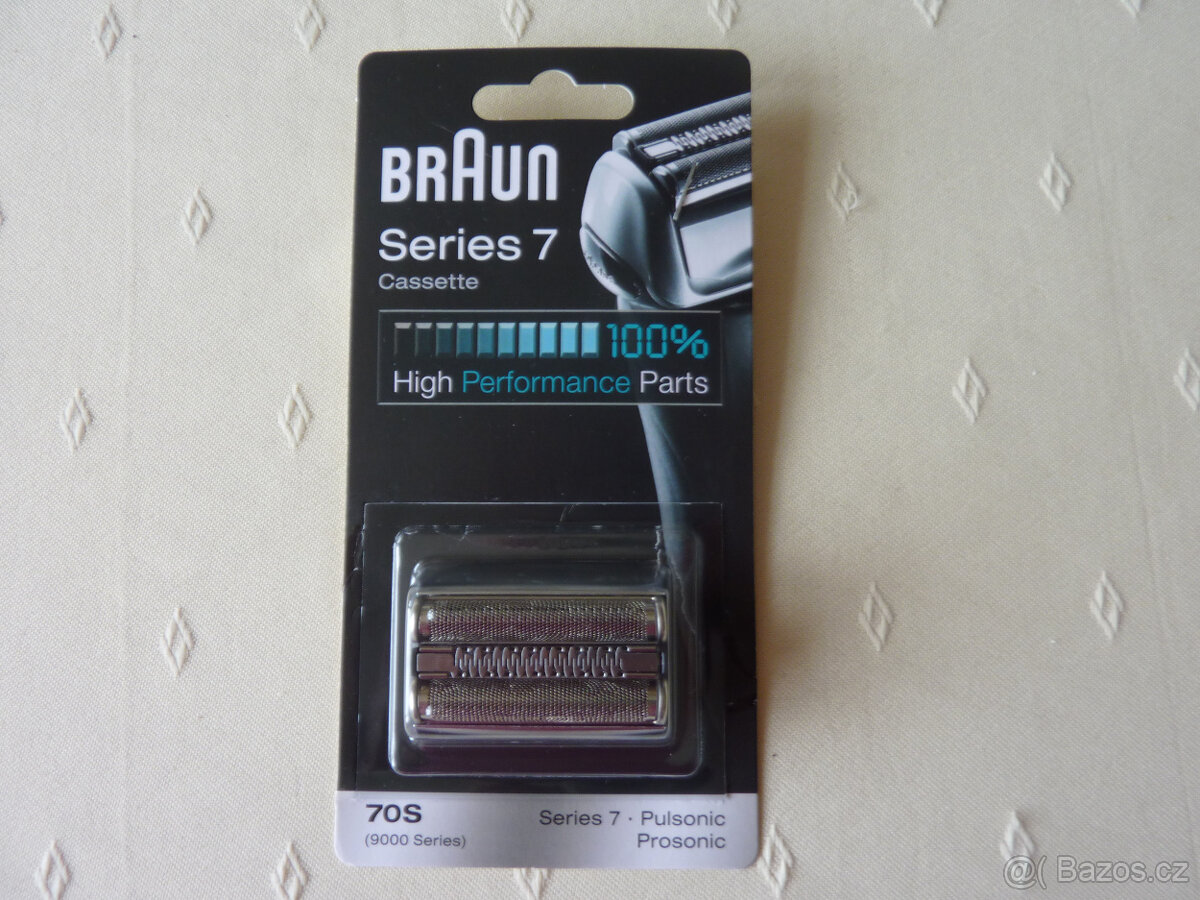 BRAUN
Series 7
Cassette
100%
High Performance Parts
70S
(9000 Series)
Series 7 · Pulsonic
Prosonic
@( Bazos.cz